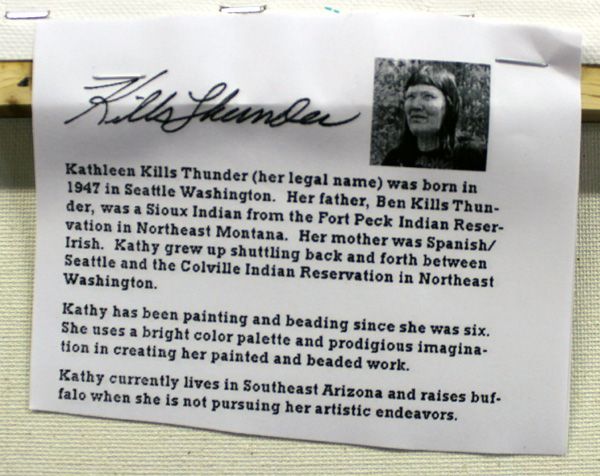 Kills Thunder
Kathleen Kills Thunder (her legal name) was born in
1947 in Seattle Washington.  Her father, Ben Kills Thun-
der, was a Sioux Indian from the Fort Peck Indian Reser-
vation in Northeast Montana.  Her mother was Spanish/
Irish.  Kathy grew up shuttling back and forth between
Seattle and the Colville Indian Reservation in Northeast
Washington.
Kathy has been painting and beading since she was six.
She uses a bright color palette and prodigious imagina-
tion in creating her painted and beaded work.
Kathy currently lives in Southeast Arizona and raises buf-
falo when she is not pursuing her artistic endeavors.